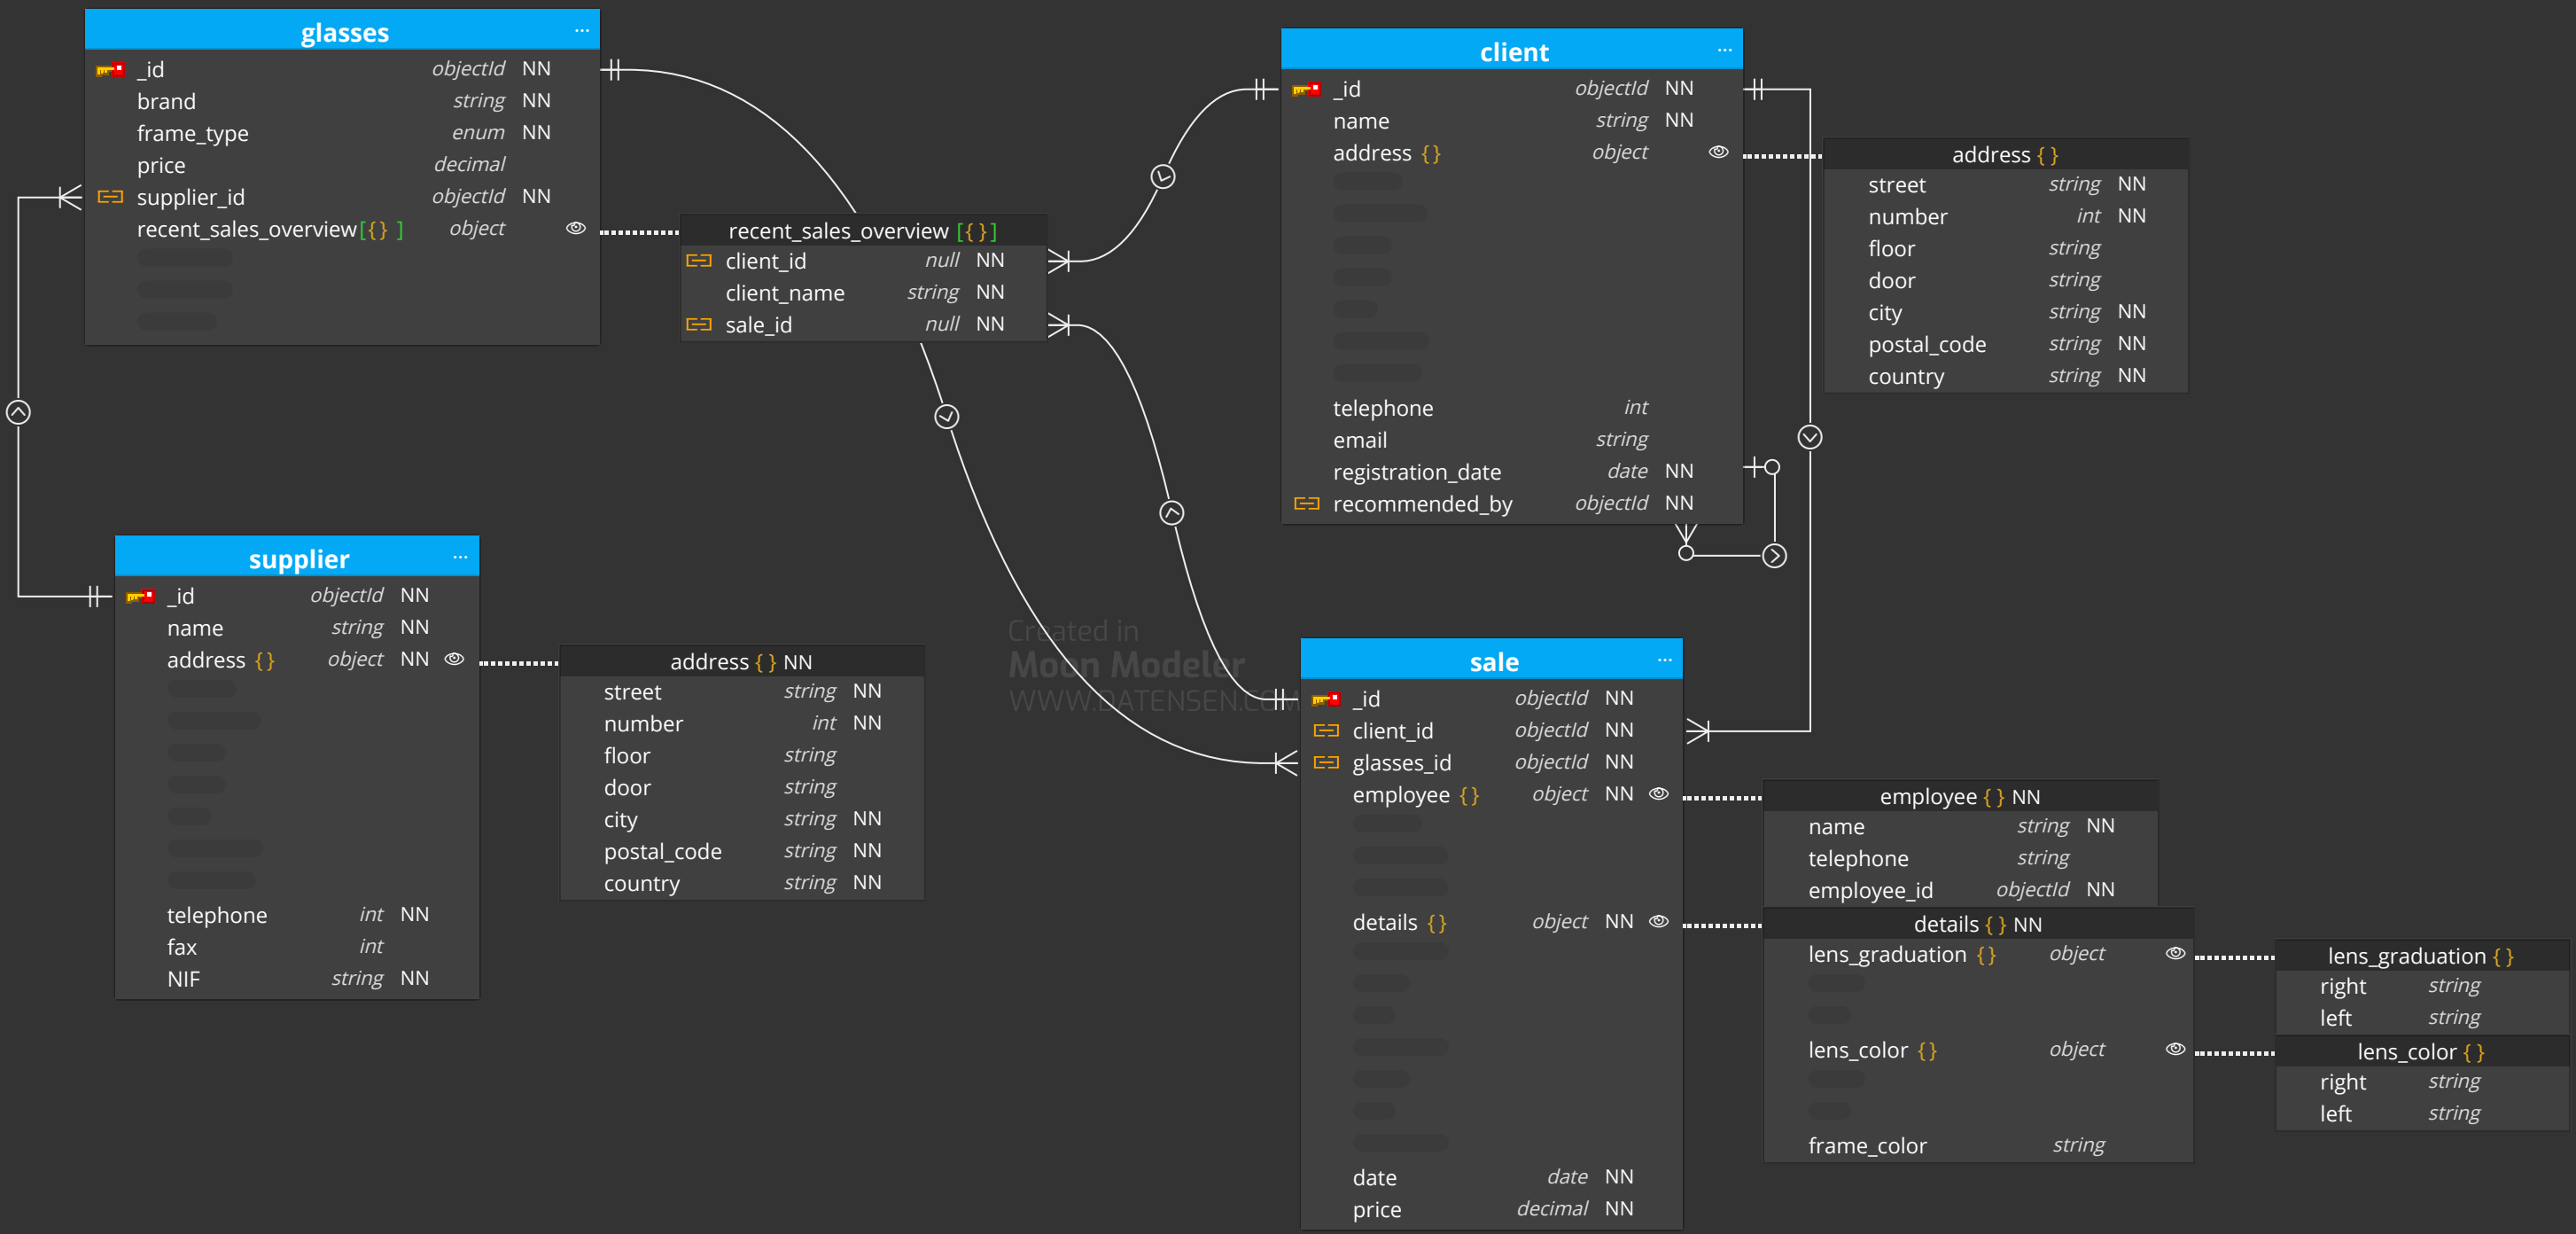 glasses ...
_id objectId NN
brand string NN
frame_type enum NN
price decimal
supplier_id objectId NN
recent_sales_overview[{} ] object
recent_sales_overview [{}]
client_id null NN
client_name string NN
sale_id null NN
client ...
_id objectId NN
name string NN
address {} object
telephone int
email string
registration_date date NN
recommended_by objectId NN
address {}
street string NN
number int NN
floor string
door string
city string NN
postal_code string NN
country string NN
supplier ...
_id objectId NN
name string NN
address {} object NN
telephone int NN
fax int
NIF string NN
address {} NN
street string NN
number int NN
floor string
door string
city string NN
postal_code string NN
country string NN
Created in
Moon Modeler
WWW.DATENSEN.COM
sale ...
_id objectId NN
client_id objectId NN
glasses_id objectId NN
employee {} object NN
details {} object NN
date date NN
price decimal NN
employee {} NN
name string NN
telephone string
employee_id objectId NN
details {} NN
lens_graduation {} object
lens_color {} object
frame_color string
lens_graduation {}
right string
left string
lens_color {}
right string
left string